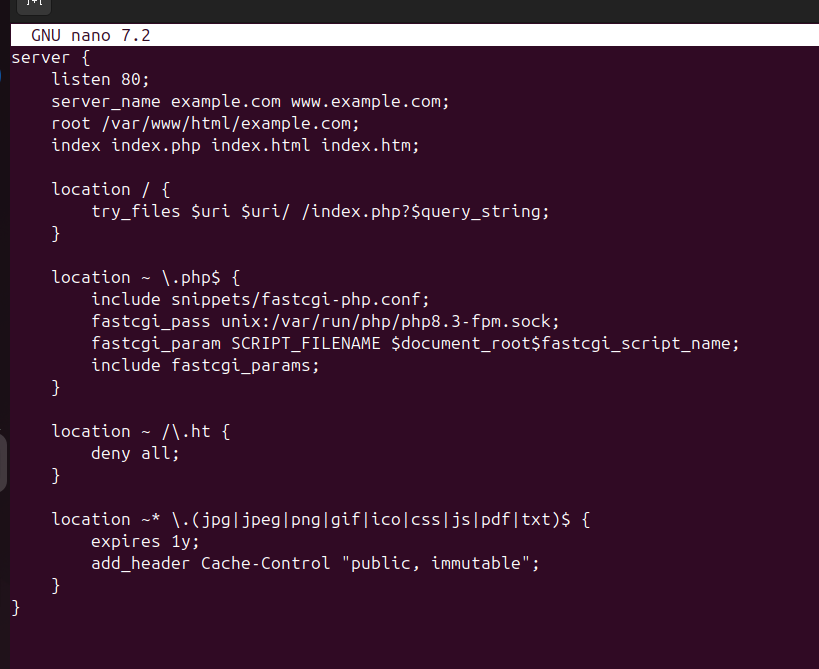 GNU nano 7.2
server {
    listen 80;
    server_name example.com www.example.com;
    root /var/www/html/example.com;
    index index.php index.html index.htm;

    location / {
        try_files $uri $uri/ /index.php?$query_string;
    }

    location ~ \.php$ {
        include snippets/fastcgi-php.conf;
        fastcgi_pass unix:/var/run/php/php8.3-fpm.sock;
        fastcgi_param SCRIPT_FILENAME $document_root$fastcgi_script_name;
        include fastcgi_params;
    }

    location ~ /\.ht {
        deny all;
    }

    location ~* \.(jpg|jpeg|png|gif|ico|css|js|pdf|txt)$ {
        expires 1y;
        add_header Cache-Control "public, immutable";
    }
}